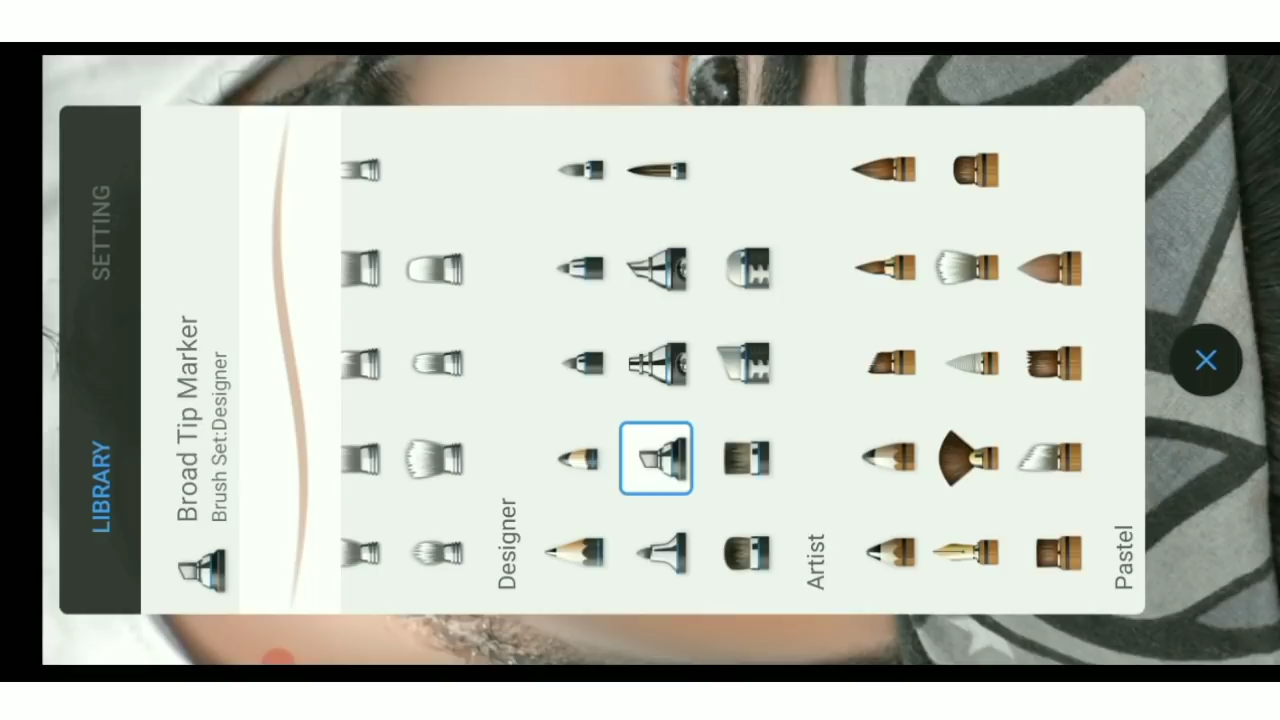 LIBRARY
SETTING
Broad Tip Marker
Brush Set:Designer
Designer
Artist
Pastel